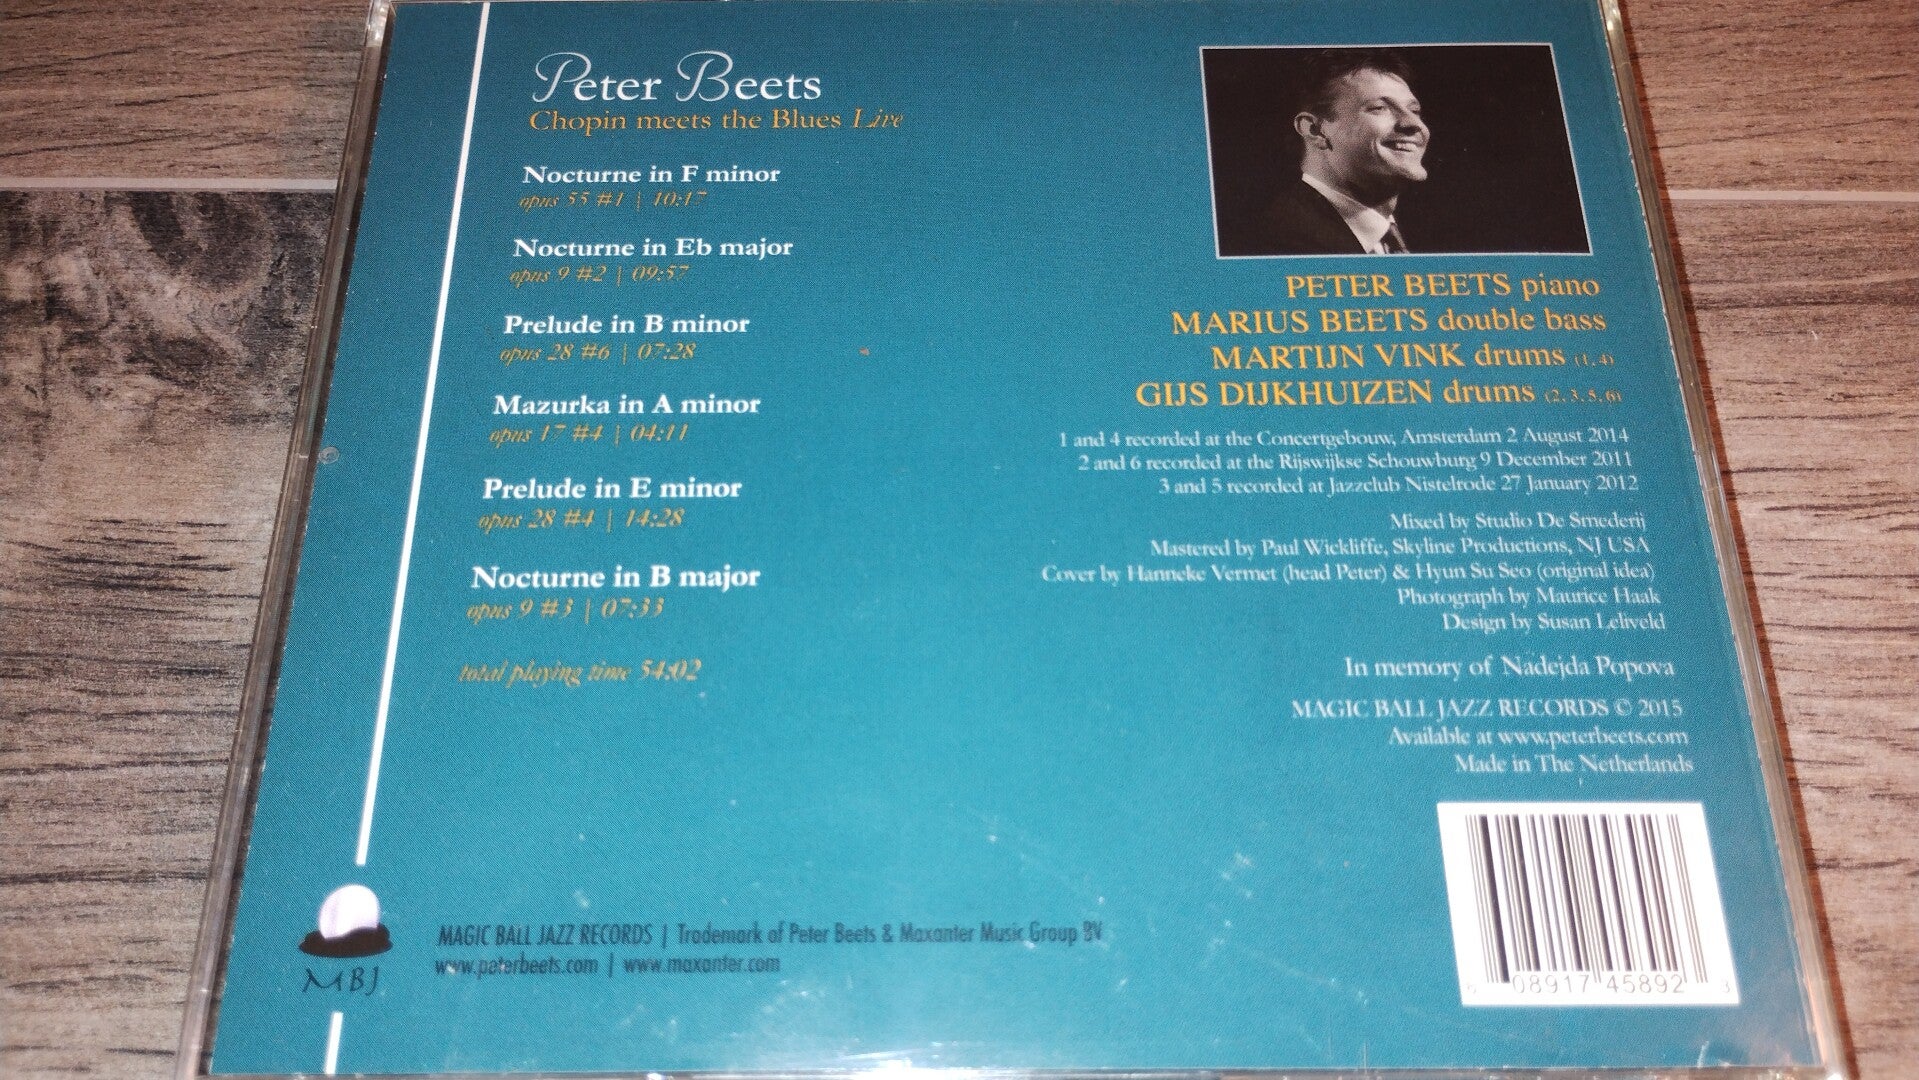 Peter Beets
Chopin meets the Blues Live
Nocturne in F minor
opus 55 #1 | 10:17
Nocturne in Eb major
opus 9 #2 | 09:57
Prelude in B minor
opus 28 #6 | 07:28
Mazurka in A minor
opus 17 #4 | 04:11
Prelude in E minor
opus 28 #4 | 14:28
Nocturne in B major
opus 9 #3 | 07:33
total playing time 54:02
PETER BEETS piano
MARIUS BEETS double bass
MARTIJN VINK drums (1, 4)
GIJS DIJKHUIZEN drums (2, 3, 5, 6)
1 and 4 recorded at the Concertgebouw, Amsterdam 2 August 2014
2 and 6 recorded at the Rijswijkse Schouwburg 9 December 2011
3 and 5 recorded at Jazzclub Nistelrode 27 January 2012
Mixed by Studio De Smederij
Mastered by Paul Wickliffe, Skyline Productions, NJ USA
Cover by Hanneke Vermet (head Peter) & Hyun Su Seo (original idea)
Photograph by Maurice Haak
Design by Susan Leliveld
In memory of Nadejda Popova
MAGIC BALL JAZZ RECORDS © 2015
Available at www.peterbeets.com
Made in The Netherlands
MBJ
MAGIC BALL JAZZ RECORDS | Trademark of Peter Beets & Maxanter Music Group BV
www.peterbeets.com | www.maxanter.com
08917 45892